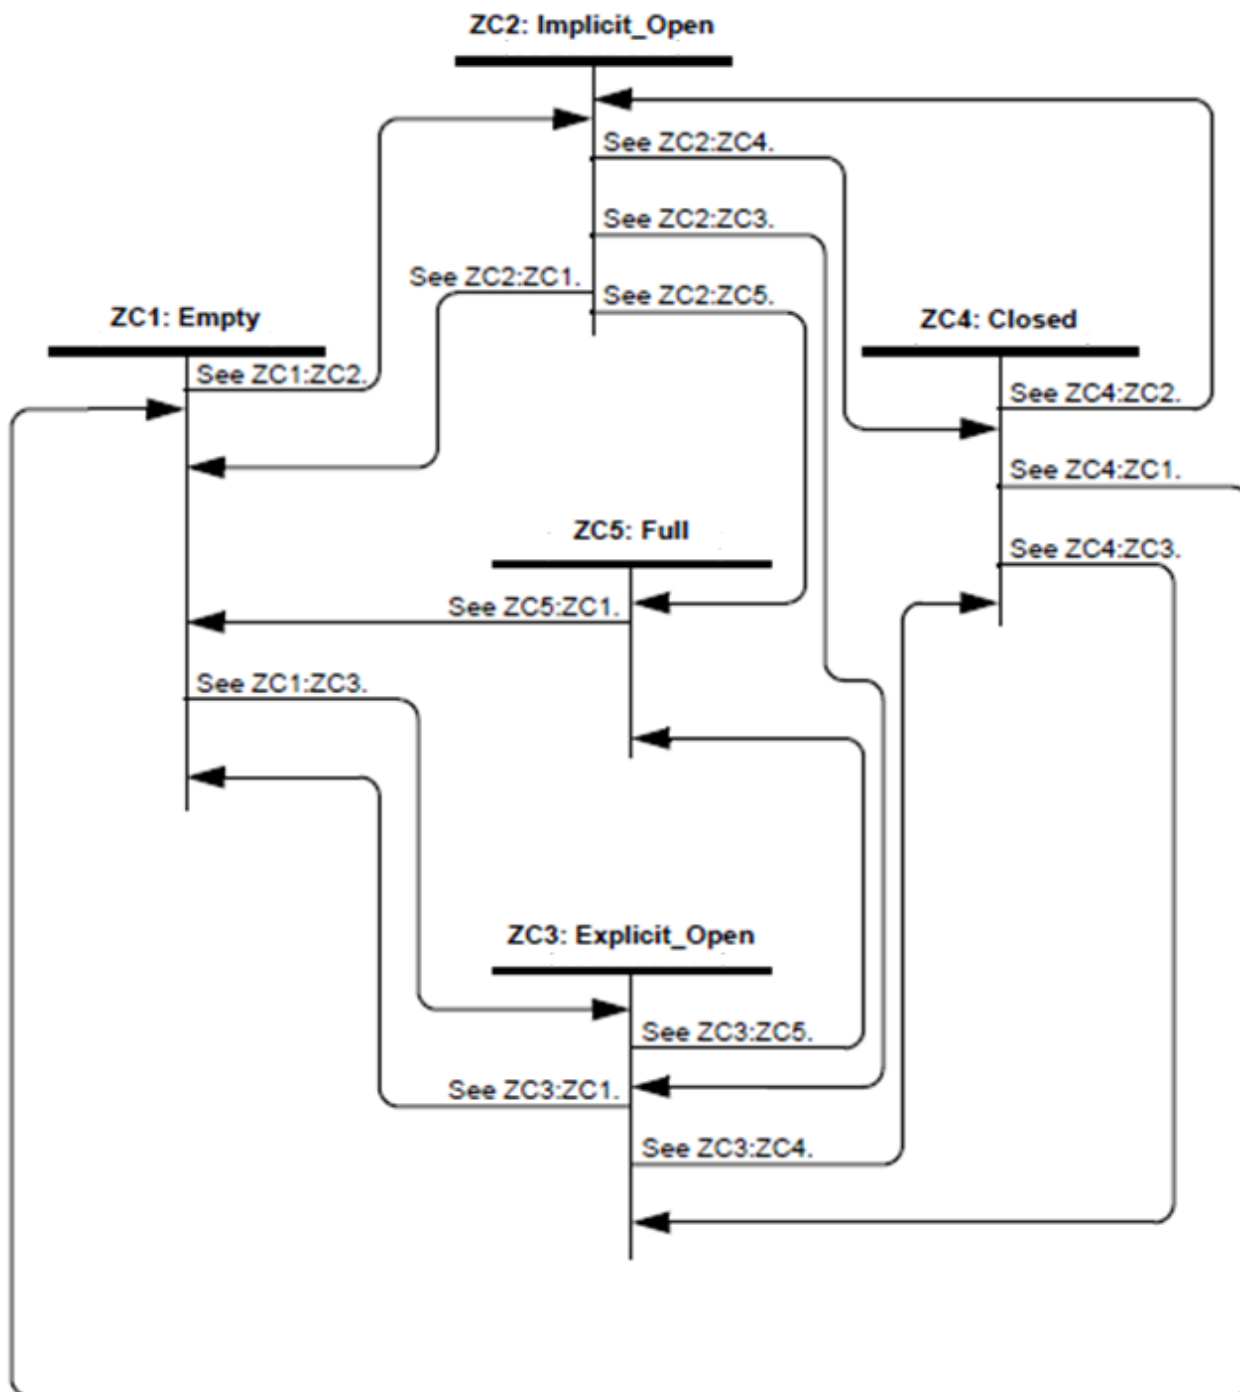 ZC2: Implicit_Open
See ZC2:ZC4.
See ZC2:ZC3.
See ZC2:ZC1.
See ZC2:ZC5.
ZC1: Empty
ZC4: Closed
See ZC1:ZC2.
See ZC4:ZC2.
See ZC4:ZC1.
ZC5: Full
See ZC4:ZC3.
See ZC5:ZC1.
See ZC1:ZC3.
ZC3: Explicit_Open
See ZC3:ZC5.
See ZC3:ZC1.
See ZC3:ZC4.